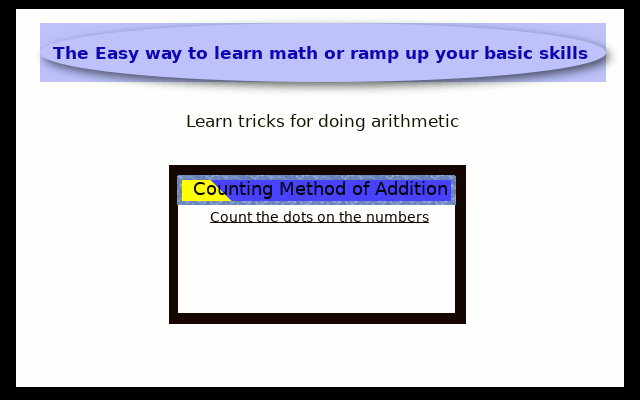 The Easy way to learn math or ramp up your basic skills
Learn tricks for doing arithmetic
Counting Method of Addition
Count the dots on the numbers